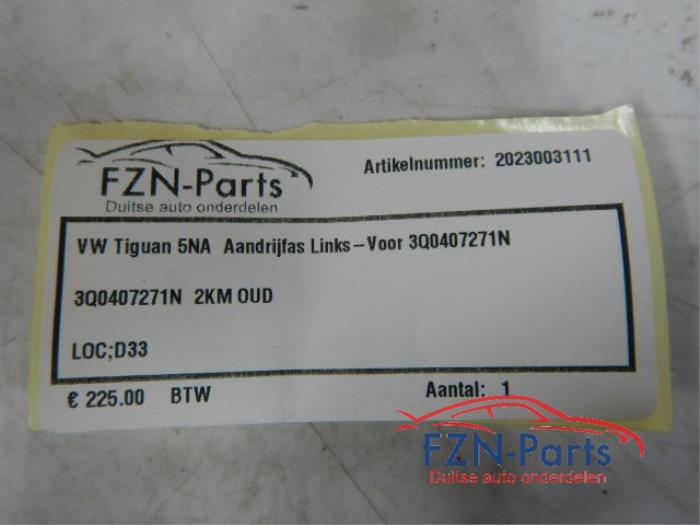 FZN-Parts
Duitse auto onderdelen
Artikelnummer: 2023003111
VW Tiguan 5NA Aandrijfas Links-Voor 3Q0407271N
3Q0407271N 2KM OUD
LOC;D33
€ 225.00 BTW
Aantal: 1
FZN-Parts
Duitse auto onderdelen